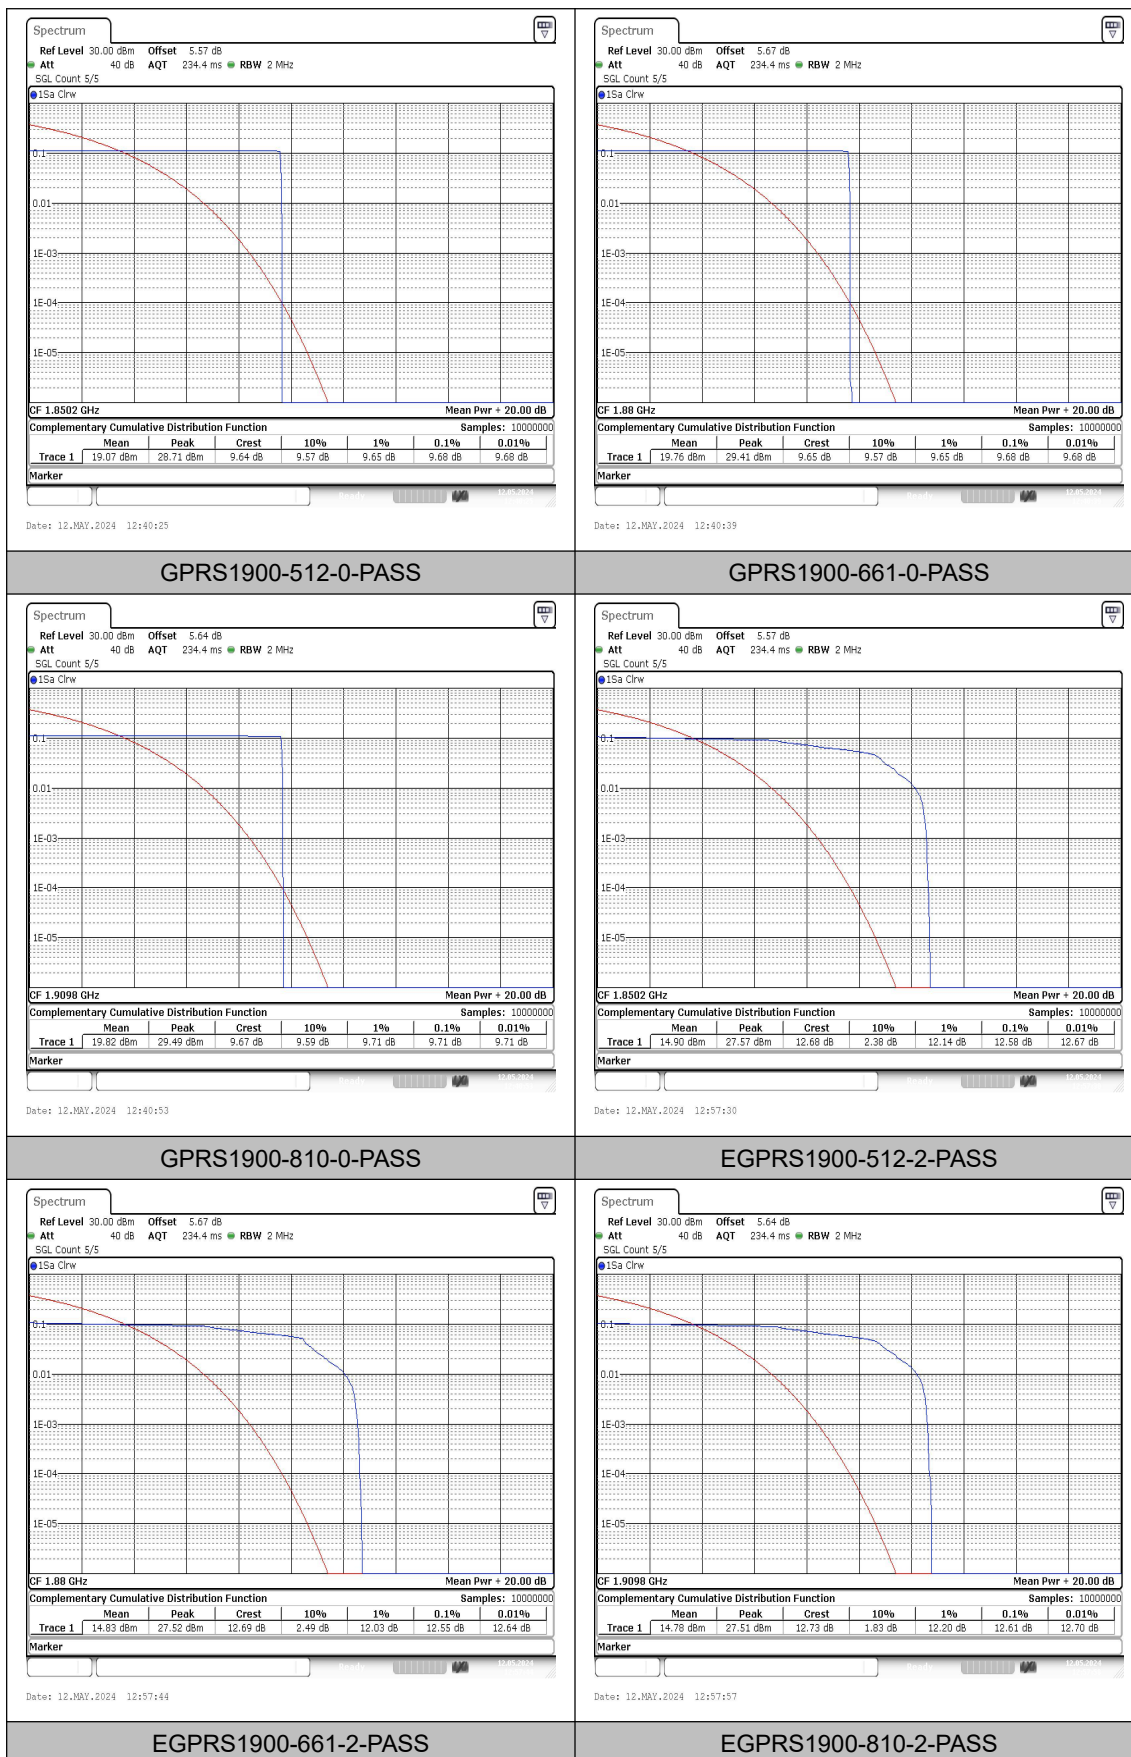 Spectrum
Ref Level 30.00 dBm Offset 5.57 dB
Att 40 dB AQT 234.4 ms RBW 2 MHz
SGL Count 5/5
1Sa Clrw
0.1
0.01
1E-03
1E-04
1E-05
CF 1.8502 GHz Mean Pwr + 20.00 dB
Complementary Cumulative Distribution Function Samples: 10000000
Mean Peak Crest 10% 1% 0.1% 0.01%
Trace 1 19.07 dBm 28.71 dBm 9.64 dB 9.57 dB 9.65 dB 9.68 dB 9.68 dB
Marker
12.05.2024
Date: 12.MAY.2024 12:40:25
GPRS1900-512-0-PASS
Spectrum
Ref Level 30.00 dBm Offset 5.67 dB
Att 40 dB AQT 234.4 ms RBW 2 MHz
SGL Count 5/5
1Sa Clrw
0.1
0.01
1E-03
1E-04
1E-05
CF 1.88 GHz Mean Pwr + 20.00 dB
Complementary Cumulative Distribution Function Samples: 10000000
Mean Peak Crest 10% 1% 0.1% 0.01%
Trace 1 19.76 dBm 29.41 dBm 9.65 dB 9.57 dB 9.65 dB 9.68 dB 9.68 dB
Marker
12.05.2024
Date: 12.MAY.2024 12:40:39
GPRS1900-661-0-PASS
Spectrum
Ref Level 30.00 dBm Offset 5.64 dB
Att 40 dB AQT 234.4 ms RBW 2 MHz
SGL Count 5/5
1Sa Clrw
0.1
0.01
1E-03
1E-04
1E-05
CF 1.9098 GHz Mean Pwr + 20.00 dB
Complementary Cumulative Distribution Function Samples: 10000000
Mean Peak Crest 10% 1% 0.1% 0.01%
Trace 1 19.82 dBm 29.49 dBm 9.67 dB 9.59 dB 9.71 dB 9.71 dB 9.71 dB
Marker
12.05.2024
Date: 12.MAY.2024 12:40:53
GPRS1900-810-0-PASS
Spectrum
Ref Level 30.00 dBm Offset 5.57 dB
Att 40 dB AQT 234.4 ms RBW 2 MHz
SGL Count 5/5
1Sa Clrw
0.1
0.01
1E-03
1E-04
1E-05
CF 1.8502 GHz Mean Pwr + 20.00 dB
Complementary Cumulative Distribution Function Samples: 10000000
Mean Peak Crest 10% 1% 0.1% 0.01%
Trace 1 14.90 dBm 27.57 dBm 12.68 dB 2.38 dB 12.14 dB 12.58 dB 12.67 dB
Marker
12.05.2024
Date: 12.MAY.2024 12:57:30
EGPRS1900-512-2-PASS
Spectrum
Ref Level 30.00 dBm Offset 5.67 dB
Att 40 dB AQT 234.4 ms RBW 2 MHz
SGL Count 5/5
1Sa Clrw
0.1
0.01
1E-03
1E-04
1E-05
CF 1.88 GHz Mean Pwr + 20.00 dB
Complementary Cumulative Distribution Function Samples: 10000000
Mean Peak Crest 10% 1% 0.1% 0.01%
Trace 1 14.83 dBm 27.52 dBm 12.69 dB 2.49 dB 12.03 dB 12.55 dB 12.64 dB
Marker
12.05.2024
Date: 12.MAY.2024 12:57:44
EGPRS1900-661-2-PASS
Spectrum
Ref Level 30.00 dBm Offset 5.64 dB
Att 40 dB AQT 234.4 ms RBW 2 MHz
SGL Count 5/5
1Sa Clrw
0.1
0.01
1E-03
1E-04
1E-05
CF 1.9098 GHz Mean Pwr + 20.00 dB
Complementary Cumulative Distribution Function Samples: 10000000
Mean Peak Crest 10% 1% 0.1% 0.01%
Trace 1 14.78 dBm 27.51 dBm 12.73 dB 1.83 dB 12.20 dB 12.61 dB 12.70 dB
Marker
12.05.2024
Date: 12.MAY.2024 12:57:57
EGPRS1900-810-2-PASS